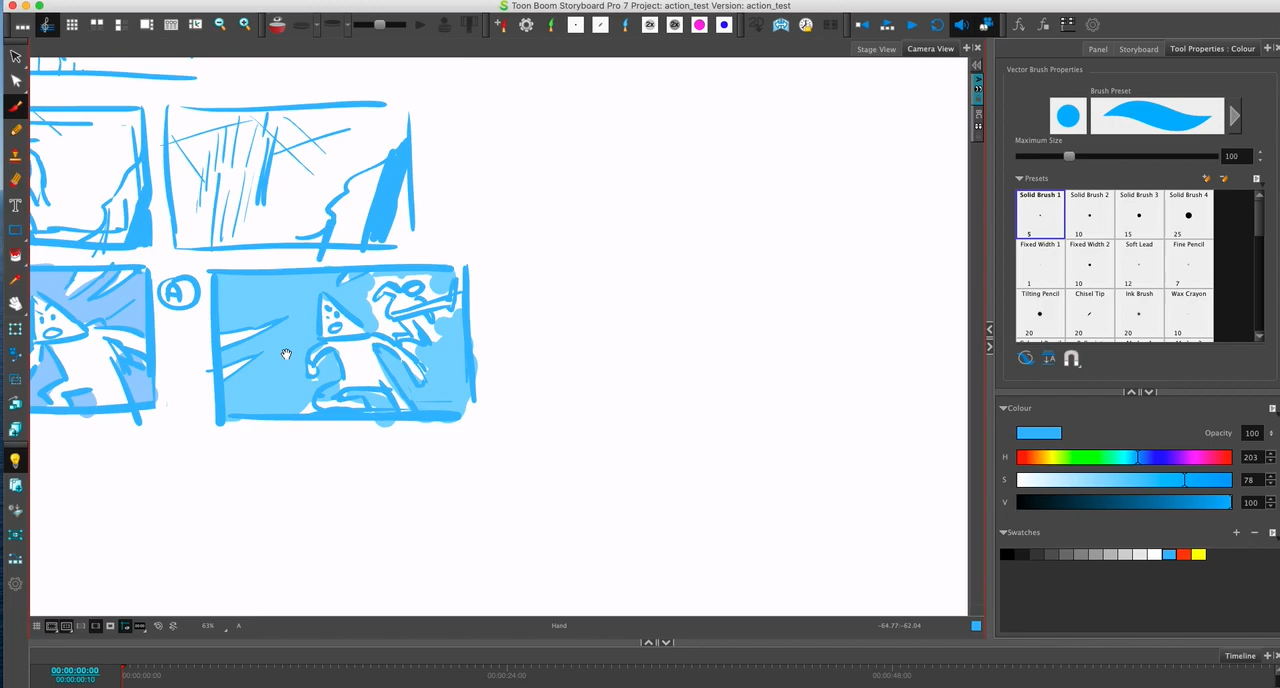 Toon Boom Storyboard Pro 7 Project: action_test Version: action_test
Stage View Camera View
Panel Storyboard Tool Properties : Colour
Vector Brush Properties
Brush Preset
Maximum Size
100
Presets
Solid Brush 1 Solid Brush 2 Solid Brush 3 Solid Brush 4
5 10 15 25
Fixed Width 1 Fixed Width 2 Soft Lead Fine Pencil
1 10 12 7
Tilting Pencil Chisel Tip Ink Brush Wax Crayon
20 20 20 10
A
Colour
Opacity 100
H 203
S 78
V 100
Swatches
63% A Hand -64.77:-62.04
Timeline
00:00:00:00
00:00:00:10
00:00:00:00 00:00:24:00 00:00:48:00